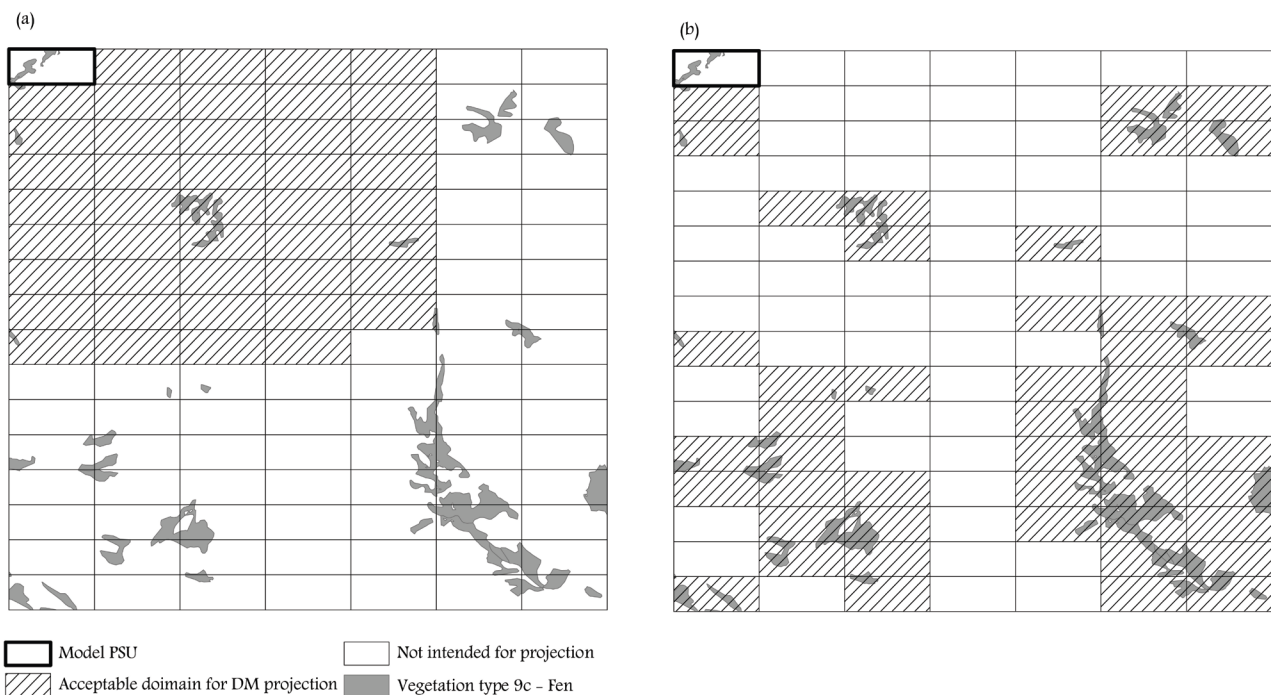 (a)
(b)
Model PSU
Not intended for projection
Acceptable doimain for DM projection
Vegetation type 9c - Fen